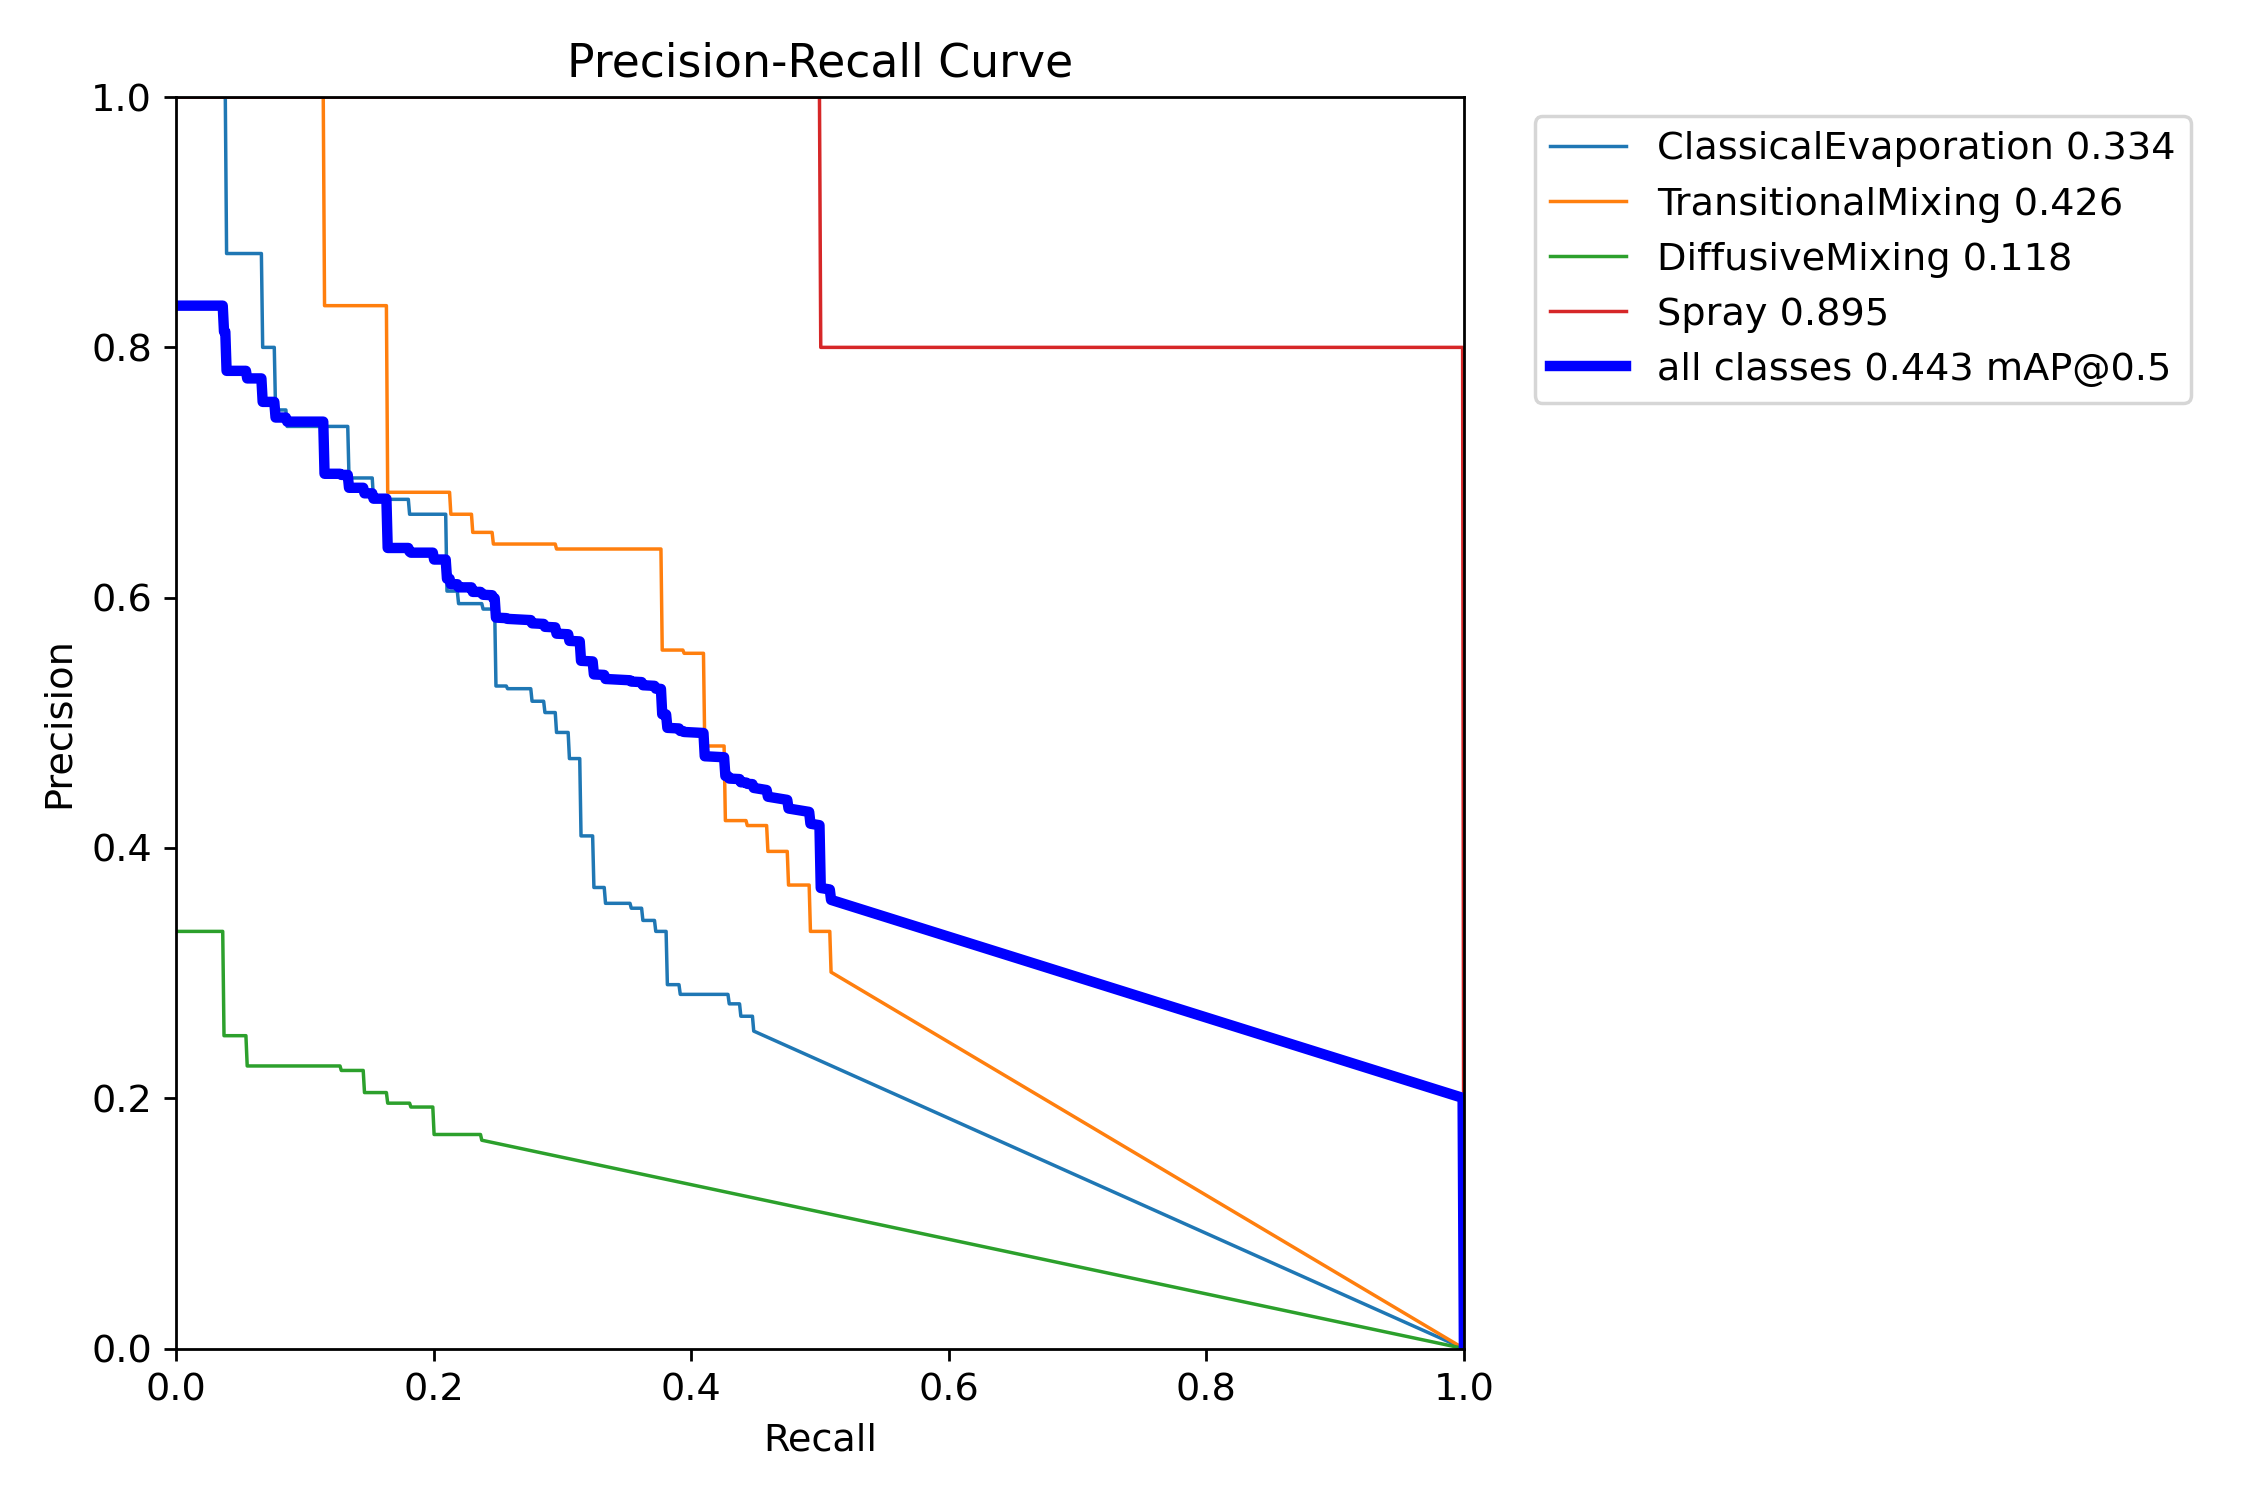 Precision-Recall Curve
1.0
0.8
0.6
0.4
0.2
0.0
Precision
0.0 0.2 0.4 0.6 0.8 1.0
Recall
ClassicalEvaporation 0.334
TransitionalMixing 0.426
DiffusiveMixing 0.118
Spray 0.895
all classes 0.443 mAP@0.5